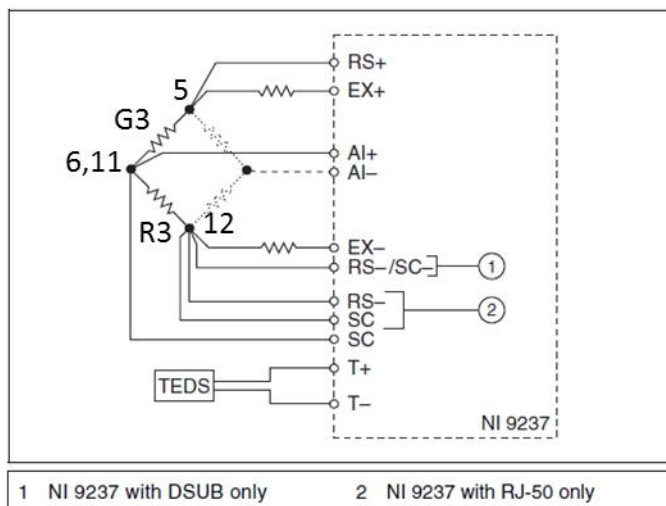 RS+
5
EX+
G3
AI+
6,11
AI–
R3
12
EX–
RS–/SC–
1
RS–
2
SC
SC
T+
TEDS
T–
NI 9237
1 NI 9237 with DSUB only 2 NI 9237 with RJ-50 only